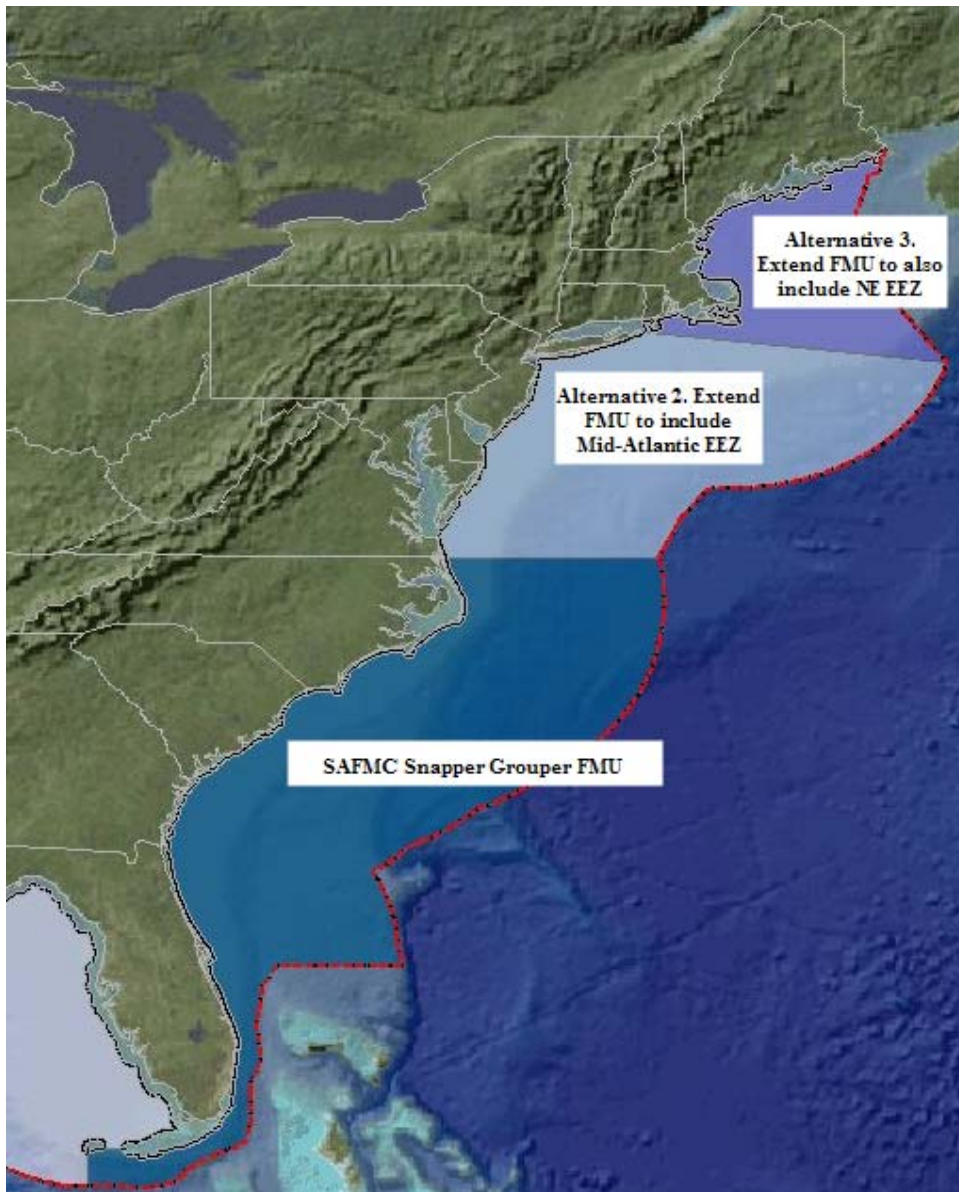 Alternative 3.
Extend FMU to also
include NE EEZ
Alternative 2. Extend
FMU to include
Mid-Atlantic EEZ
SAFMC Snapper Grouper FMU